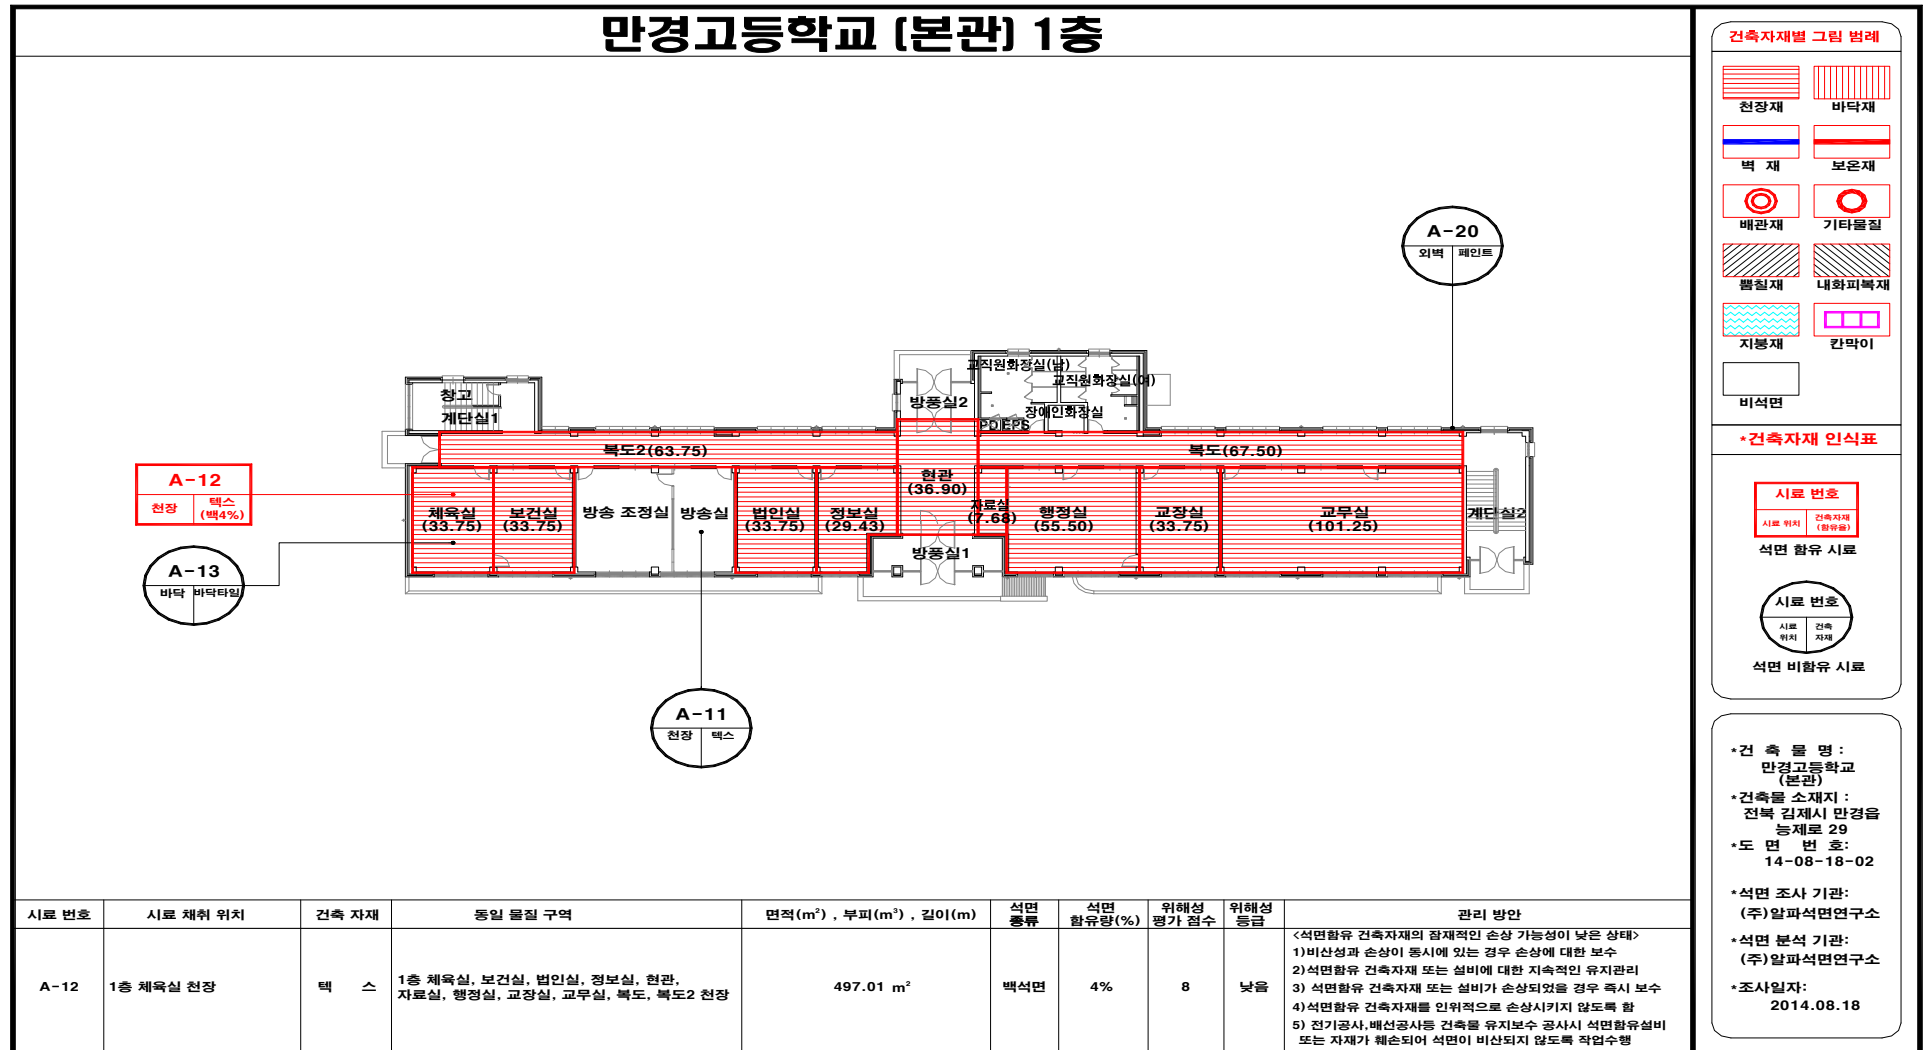 만경고등학교 (본관) 1층
건축자재별 그림 범례
천장재
바닥재
벽 재
보온재
배관재
기타물질
뿜칠재
내화피복재
지붕재
칸막이
비석면
*건축자재 인식표
시료 번호
시료 위치
건축자재
(함유율)
석면 함유 시료
시료 번호
시료
위치
건축
자재
석면 비함유 시료
A-20
외벽
페인트
교직원화장실(남)
교직원화장실(여)
장애인화장실
PD
EPS
방풍실2
창고
계단실1
복도2(63.75)
복도(67.50)
현관
(36.90)
자료실
(7.68)
A-12
천장
텍스
(백4%)
체육실
(33.75)
보건실
(33.75)
방송 조정실
방송실
법인실
(33.75)
정보실
(29.43)
행정실
(55.50)
교장실
(33.75)
교무실
(101.25)
계단실2
방풍실1
A-13
바닥
바닥타일
A-11
천장
텍스
*건 축 물 명 :
만경고등학교
(본관)
*건축물 소재지 :
전북 김제시 만경읍
능제로 29
*도 면 번 호:
14-08-18-02
*석면 조사 기관:
(주)알파석면연구소
*석면 분석 기관:
(주)알파석면연구소
*조사일자:
2014.08.18
시료 번호
시료 채취 위치
건축 자재
동일 물질 구역
면적(m²) , 부피(m³) , 길이(m)
석면
종류
석면
함유량(%)
위해성
평가 점수
위해성
등급
관리 방안
A-12
1층 체육실 천장
텍 스
1층 체육실, 보건실, 법인실, 정보실, 현관,
자료실, 행정실, 교장실, 교무실, 복도, 복도2 천장
497.01 m²
백석면
4%
8
낮음
<석면함유 건축자재의 잠재적인 손상 가능성이 낮은 상태>
1)비산성과 손상이 동시에 있는 경우 손상에 대한 보수
2)석면함유 건축자재 또는 설비에 대한 지속적인 유지관리
3) 석면함유 건축자재 또는 설비가 손상되었을 경우 즉시 보수
4)석면함유 건축자재를 인위적으로 손상시키지 않도록 함
5) 전기공사,배선공사등 건축물 유지보수 공사시 석면함유설비
또는 자재가 훼손되어 석면이 비산되지 않도록 작업수행